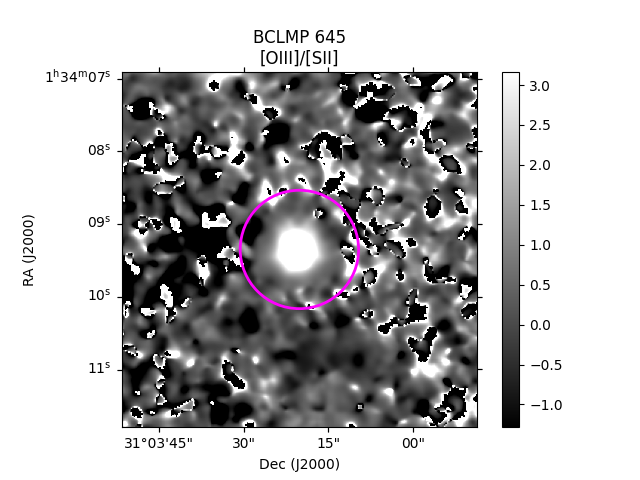 BCLMP 645
[OIII]/[SII]
1ʰ34ᵐ07ˢ
08ˢ
09ˢ
10ˢ
11ˢ
RA (J2000)
31°03'45"
30"
15"
00"
Dec (J2000)
3.0
2.5
2.0
1.5
1.0
0.5
0.0
−0.5
−1.0